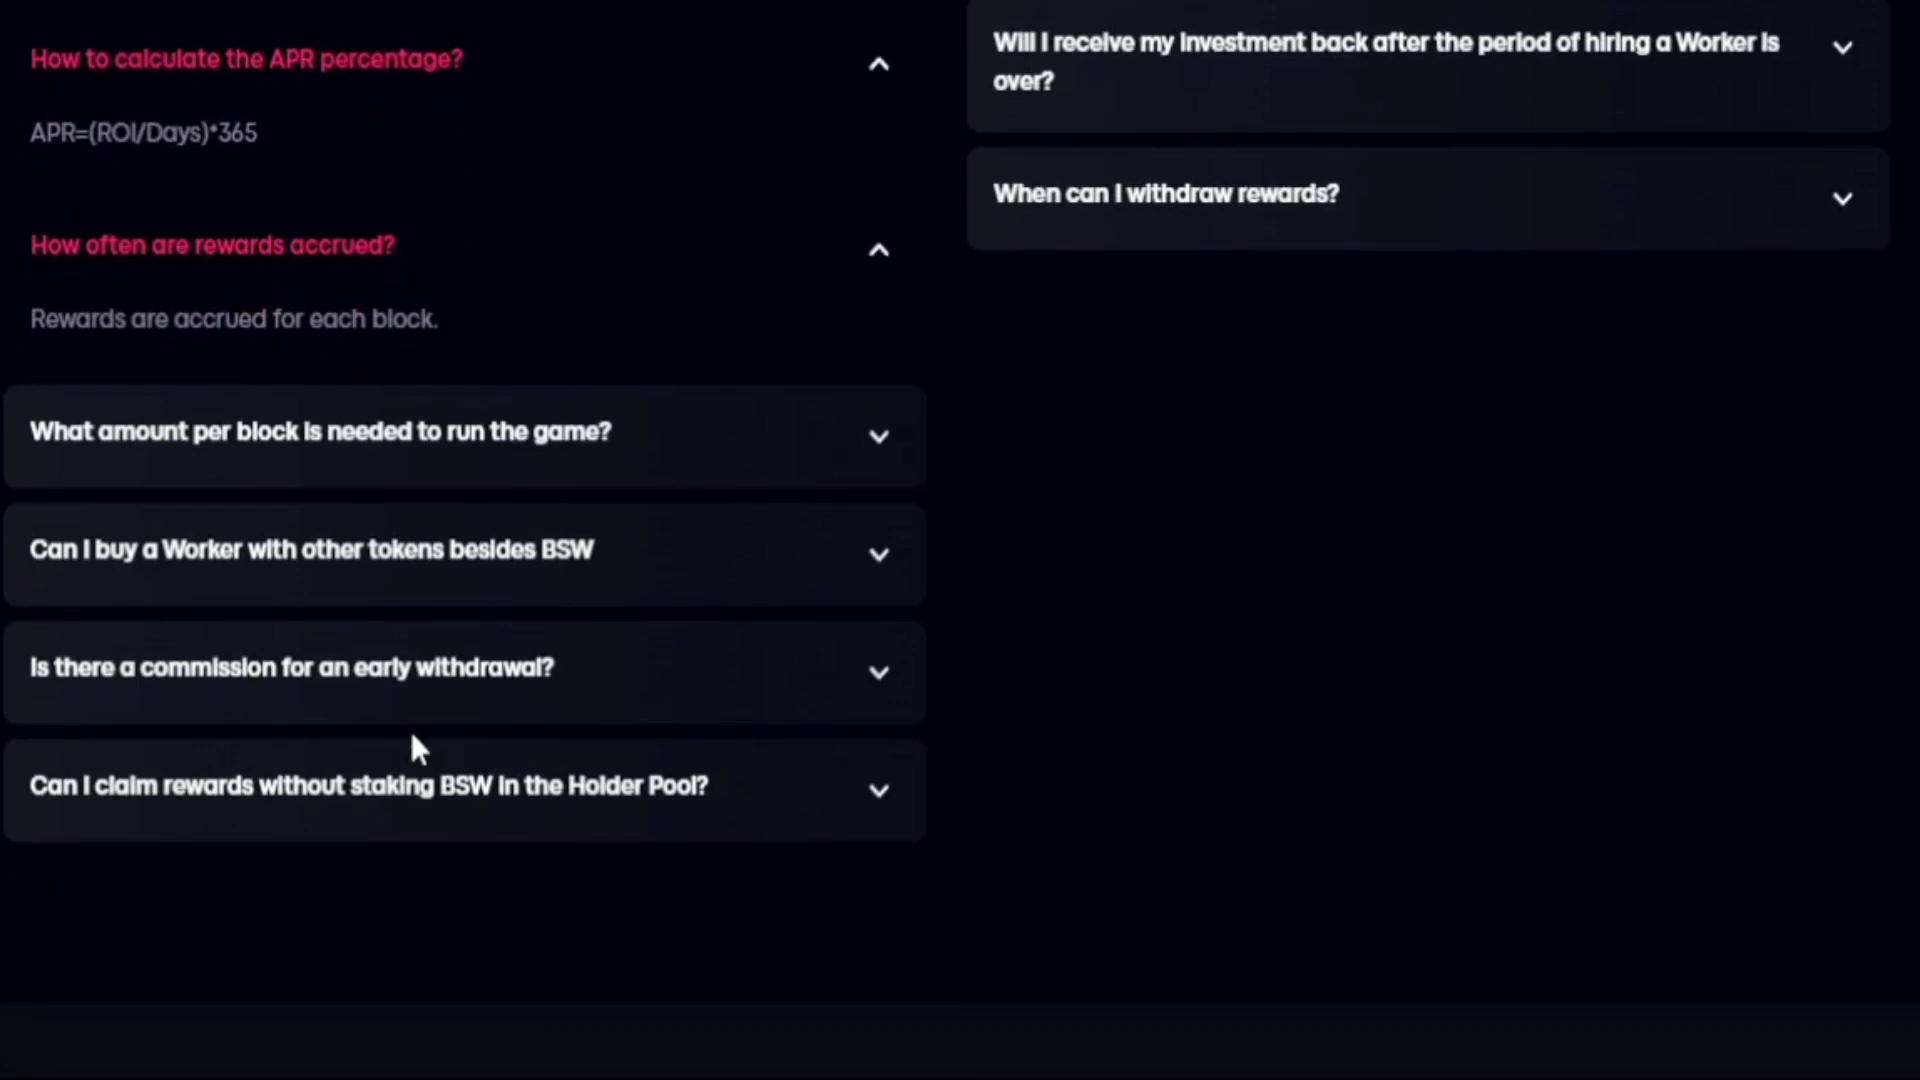 How to calculate the APR percentage?
APR=(ROI/Days)*365
How often are rewards accrued?
Rewards are accrued for each block.
What amount per block is needed to run the game?
Can I buy a Worker with other tokens besides BSW
Is there a commission for an early withdrawal?
Can I claim rewards without staking BSW in the Holder Pool?
Will I receive my investment back after the period of hiring a Worker is
over?
When can I withdraw rewards?